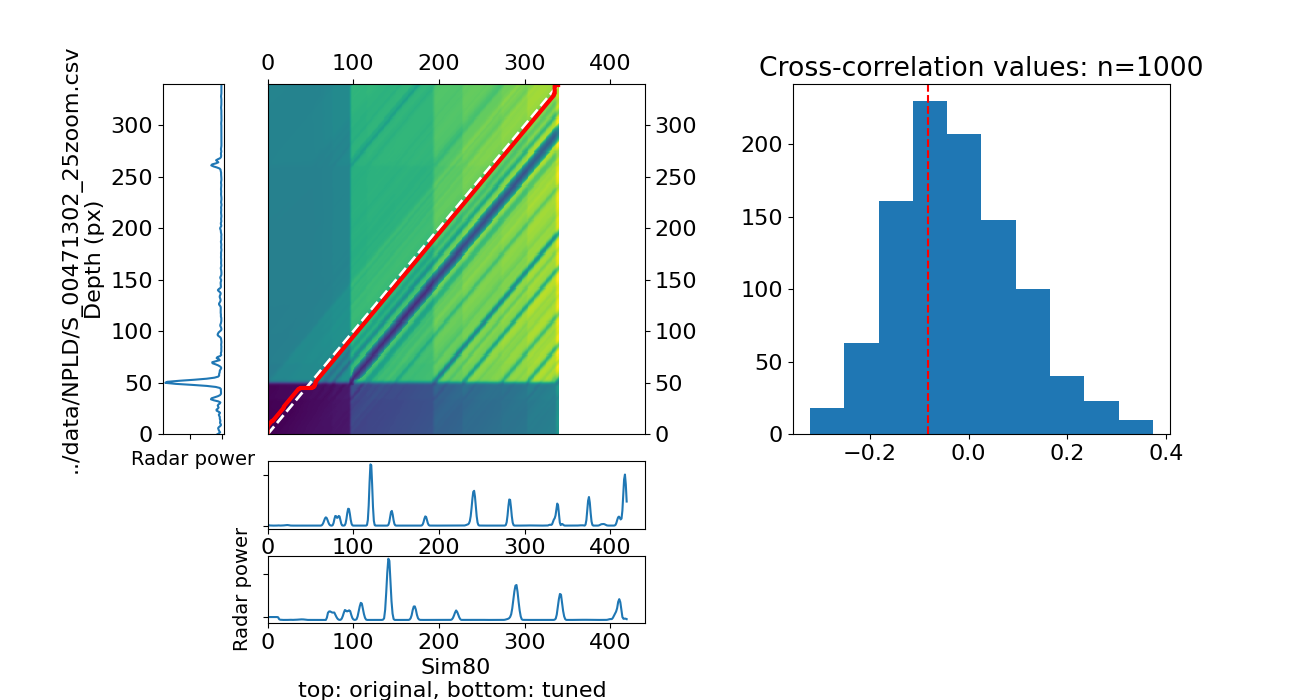 0 100 200 300 400
Cross-correlation values: n=1000
../data/NPLD/S_00471302_25zoom.csv
Depth (px)
300
250
200
150
100
50
0
300
250
200
150
100
50
0
200
150
100
50
0
−0.2 0.0 0.2 0.4
Radar power
0 100 200 300 400
Radar power
0 100 200 300 400
Sim80
top: original, bottom: tuned